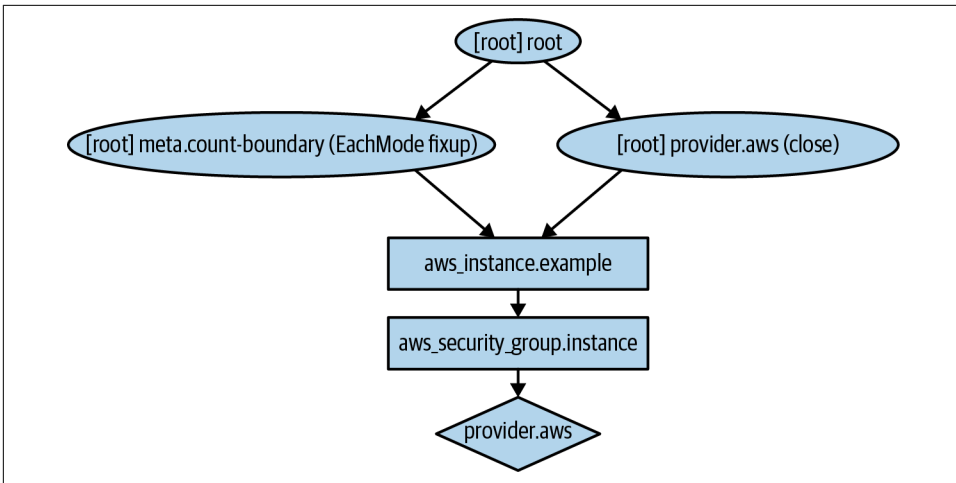 [root] root
[root] meta.count-boundary (EachMode fixup)
[root] provider.aws (close)
aws_instance.example
aws_security_group.instance
provider.aws